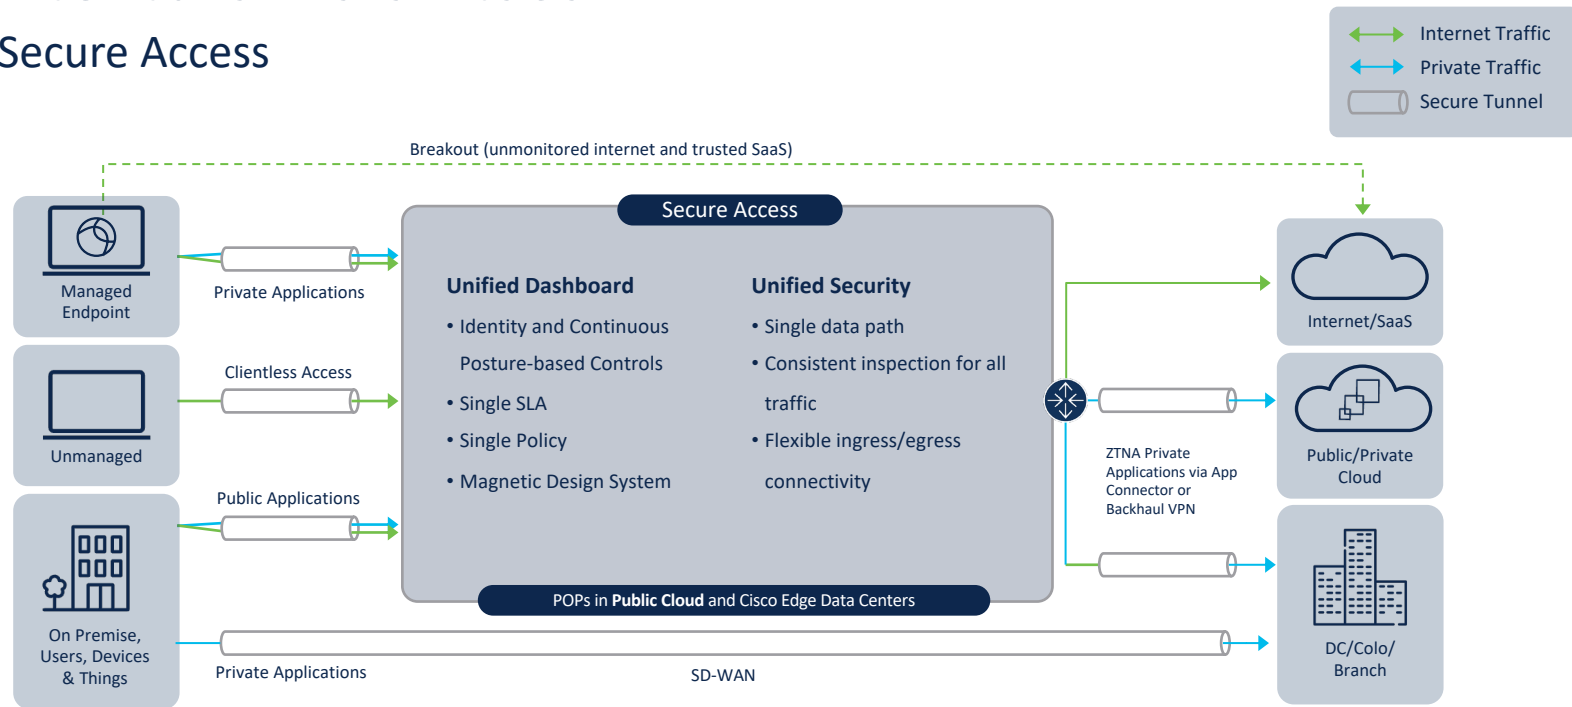 Secure Access
Internet Traffic
Private Traffic
Secure Tunnel
Breakout (unmonitored internet and trusted SaaS)
Managed
Endpoint
Private Applications
Unmanaged
Clientless Access
On Premise,
Users, Devices
& Things
Public Applications
Private Applications
SD-WAN
Secure Access
Unified Dashboard
• Identity and Continuous
Posture-based Controls
• Single SLA
• Single Policy
• Magnetic Design System
Unified Security
• Single data path
• Consistent inspection for all
traffic
• Flexible ingress/egress
connectivity
POPs in Public Cloud and Cisco Edge Data Centers
ZTNA Private
Applications via App
Connector or
Backhaul VPN
Internet/SaaS
Public/Private
Cloud
DC/Colo/
Branch